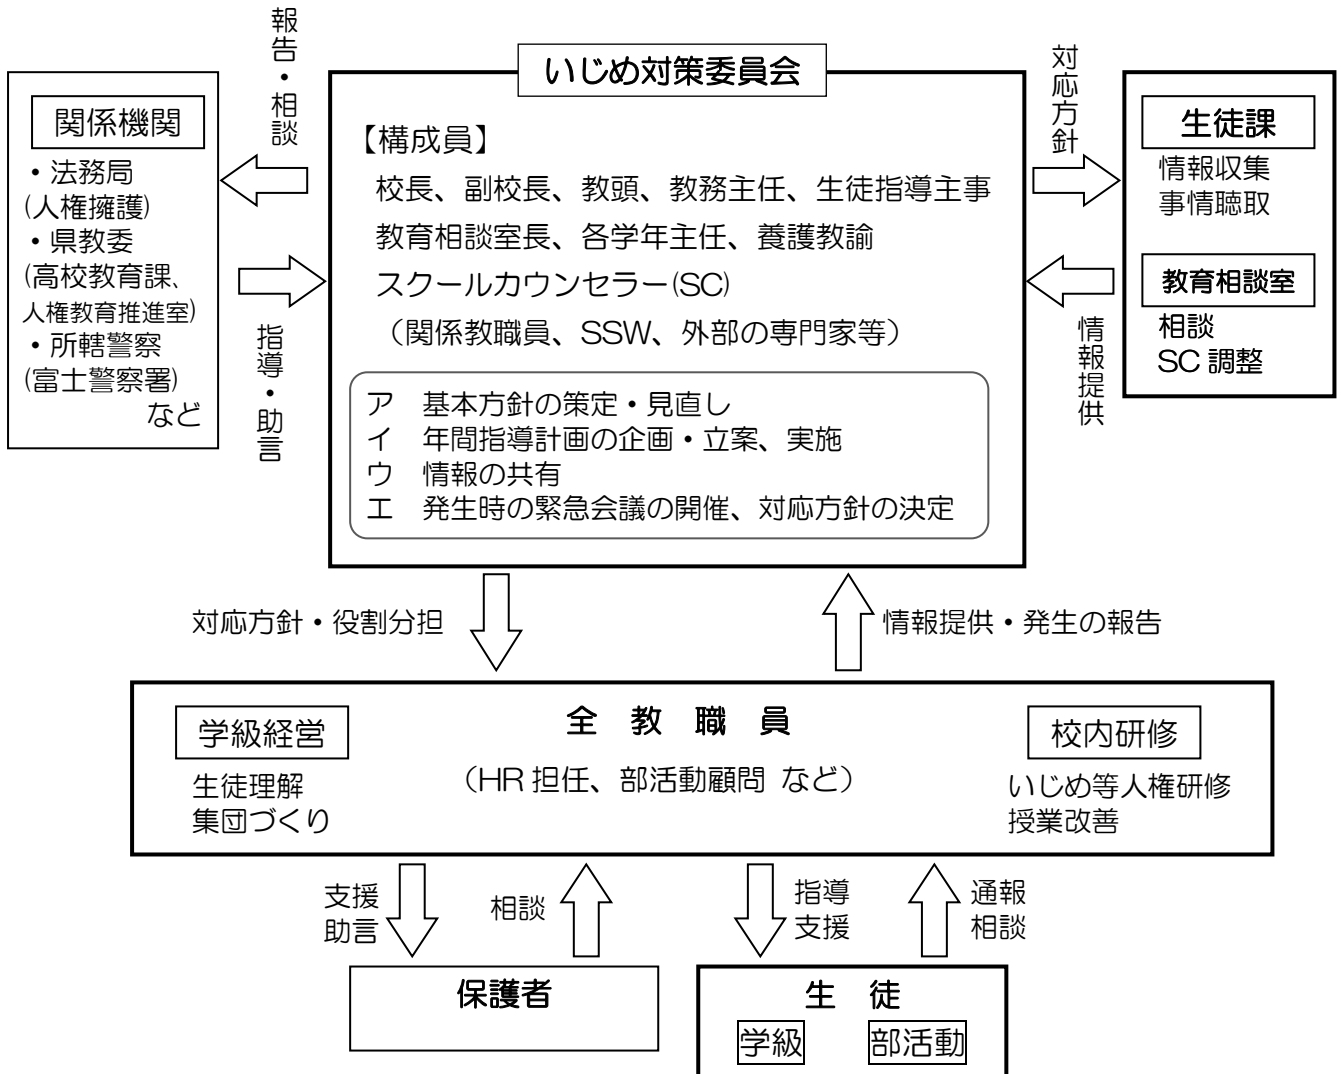 報告・相談
いじめ対策委員会
対応方針
関係機関
・法務局
(人権擁護)
・県教委
(高校教育課、
人権教育推進室)
・所轄警察
(富士警察署)
など
指導・助言
【構成員】
校長、副校長、教頭、教務主任、生徒指導主事
教育相談室長、各学年主任、養護教諭
スクールカウンセラー(SC)
（関係教職員、SSW、外部の専門家等）
ア 基本方針の策定・見直し
イ 年間指導計画の企画・立案、実施
ウ 情報の共有
エ 発生時の緊急会議の開催、対応方針の決定
生徒課
情報収集
事情聴取
教育相談室
相談
SC 調整
情報提供
対応方針・役割分担
情報提供・発生の報告
学級経営
生徒理解
集団づくり
全 教 職 員
（HR 担任、部活動顧問 など）
校内研修
いじめ等人権研修
授業改善
支援
助言
相談
指導
支援
通報
相談
保護者
生 徒
学級 部活動